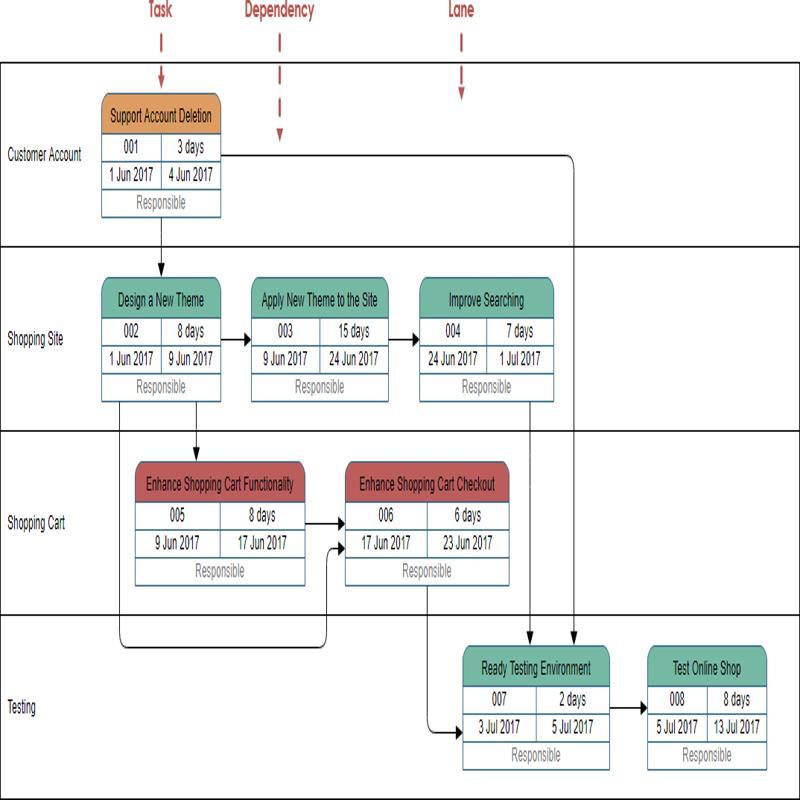 Task
Dependency
Lane
Customer Account
Support Account Deletion
001 3 days
1 Jun 2017 4 Jun 2017
Responsible
Shopping Site
Design a New Theme
002 8 days
1 Jun 2017 9 Jun 2017
Responsible
Apply New Theme to the Site
003 15 days
9 Jun 2017 24 Jun 2017
Responsible
Improve Searching
004 7 days
24 Jun 2017 1 Jul 2017
Responsible
Shopping Cart
Enhance Shopping Cart Functionality
005 8 days
9 Jun 2017 17 Jun 2017
Responsible
Enhance Shopping Cart Checkout
006 6 days
17 Jun 2017 23 Jun 2017
Responsible
Testing
Ready Testing Environment
007 2 days
3 Jul 2017 5 Jul 2017
Responsible
Test Online Shop
008 8 days
5 Jul 2017 13 Jul 2017
Responsible